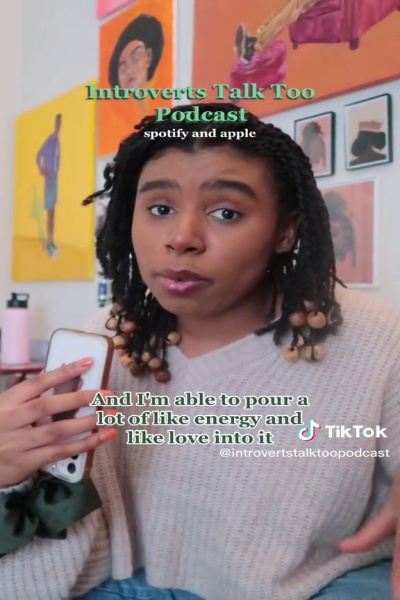 Introverts Talk Too
Podcast
spotify and apple
And I'm able to pour a
lot of like energy and
like love into it
TikTok
@introvertstalktoopodcast